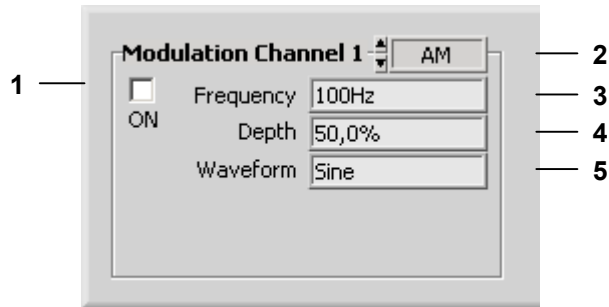 Modulation Channel 1 AM 2
1 Frequency 100Hz 3
ON Depth 50,0% 4
Waveform Sine 5